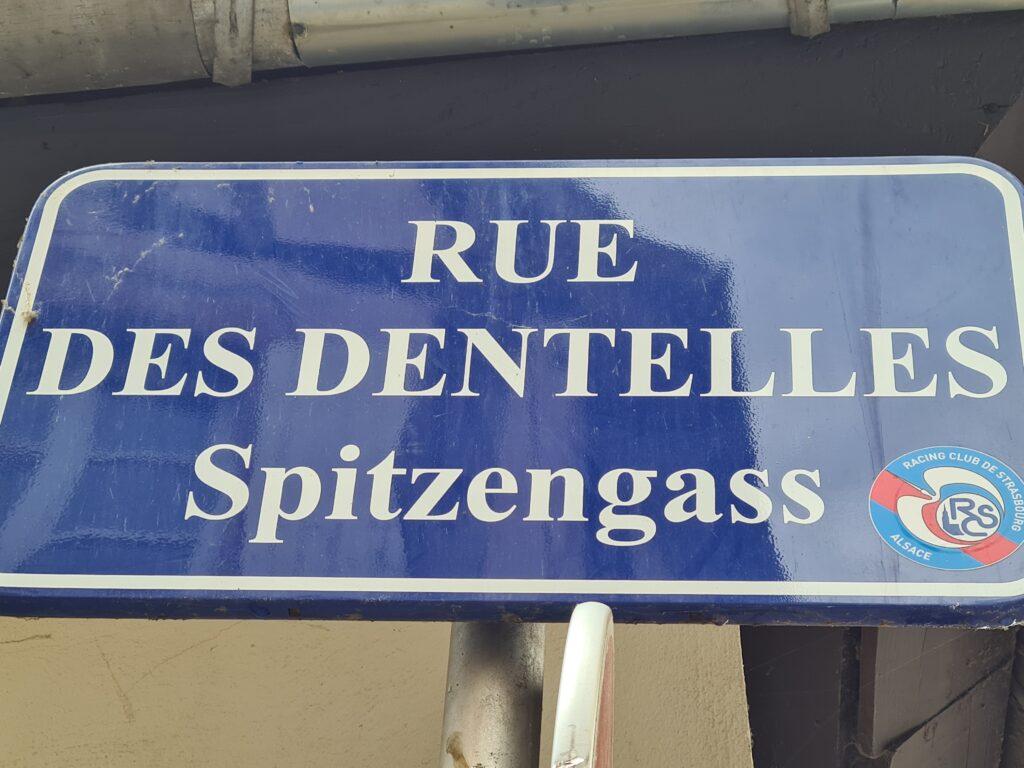 RUE
DES DENTELLES
Spitzengass
RACING CLUB DE STRASBOURG
RCS
ALSACE